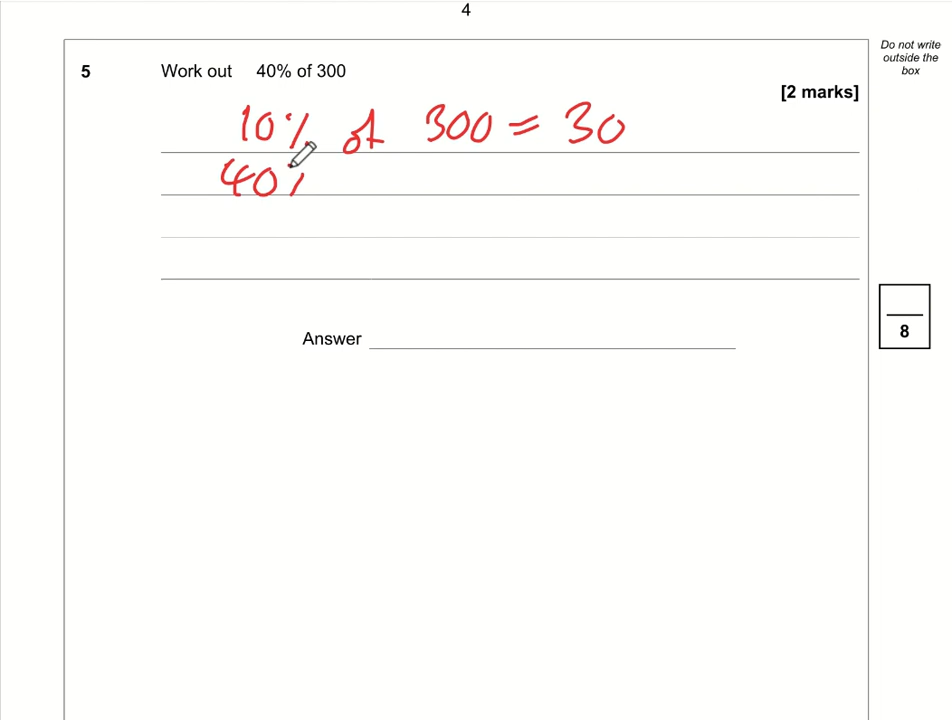 4
Do not write
outside the
box
5 Work out 40% of 300
[2 marks]
10% of 300 = 30
40%
8
Answer